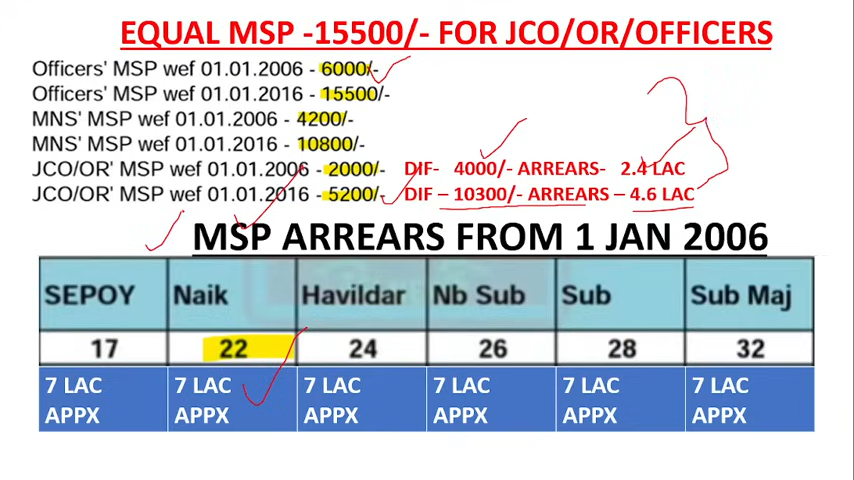 EQUAL MSP -15500/- FOR JCO/OR/OFFICERS
Officers' MSP wef 01.01.2006 - 6000/-
Officers' MSP wef 01.01.2016 - 15500/-
MNS' MSP wef 01.01.2006 - 4200/-
MNS' MSP wef 01.01.2016 - 10800/-
JCO/OR' MSP wef 01.01.2006 - 2000/- DIF- 4000/- ARREARS- 2.4 LAC
JCO/OR' MSP wef 01.01.2016 - 5200/- DIF – 10300/- ARREARS – 4.6 LAC
MSP ARREARS FROM 1 JAN 2006
SEPOY Naik Havildar Nb Sub Sub Sub Maj
17 22 24 26 28 32
7 LAC 7 LAC 7 LAC 7 LAC 7 LAC 7 LAC
APPX APPX APPX APPX APPX APPX